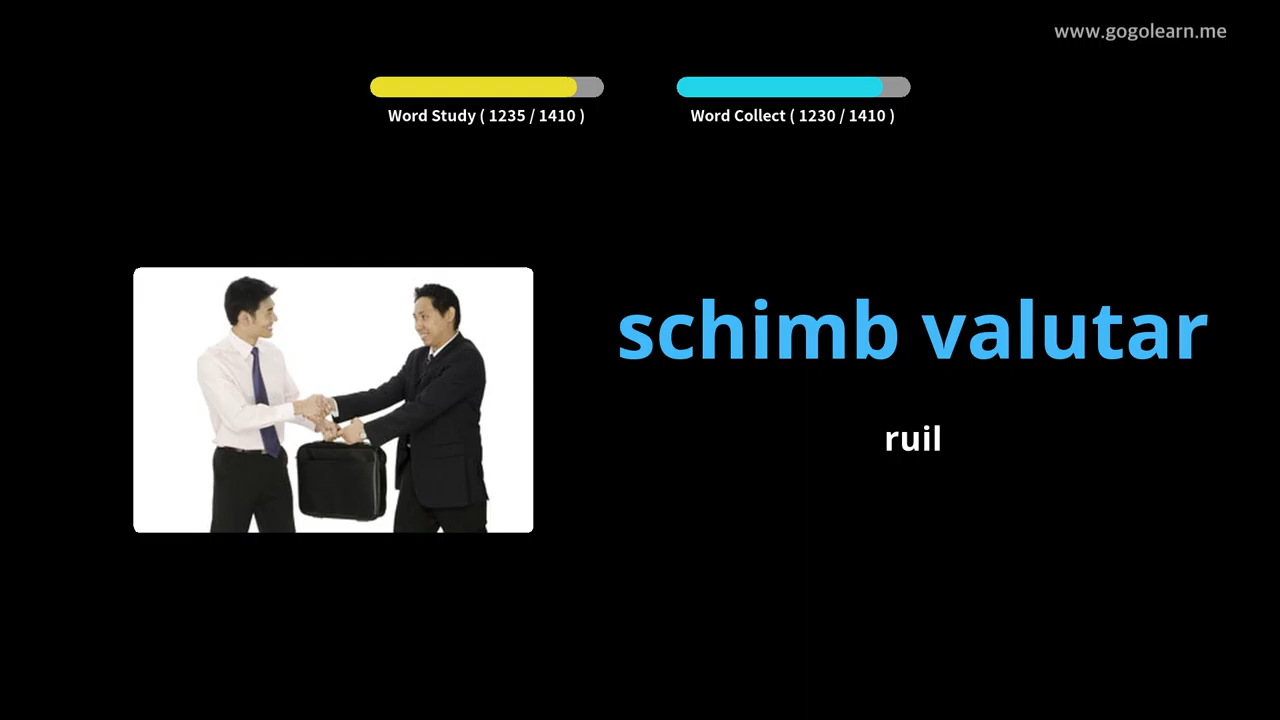 www.gogolearn.me
Word Study ( 1235 / 1410 )
Word Collect ( 1230 / 1410 )
schimb valutar
ruil